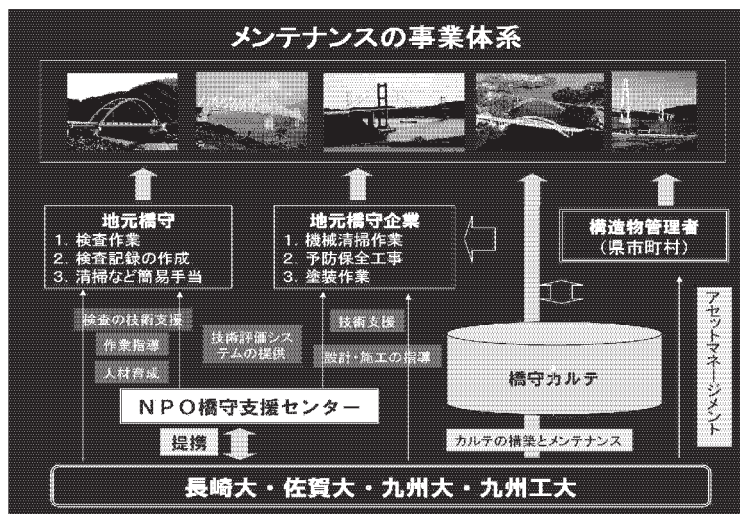 メンテナンスの事業体系
地元橋守
1. 検査作業
2. 検査記録の作成
3. 清掃など簡易手当
地元橋守企業
1. 機械清掃作業
2. 予防保全工事
3. 塗装作業
構造物管理者
(県市町村)
検査の技術支援
作業指導
人材育成
技術評価シス
テムの提供
技術支援
設計・施工の指導
橋守カルテ
アセットマネージメント
NPO橋守支援センター
提携
カルテの構築とメンテナンス
長崎大・佐賀大・九州大・九州工大